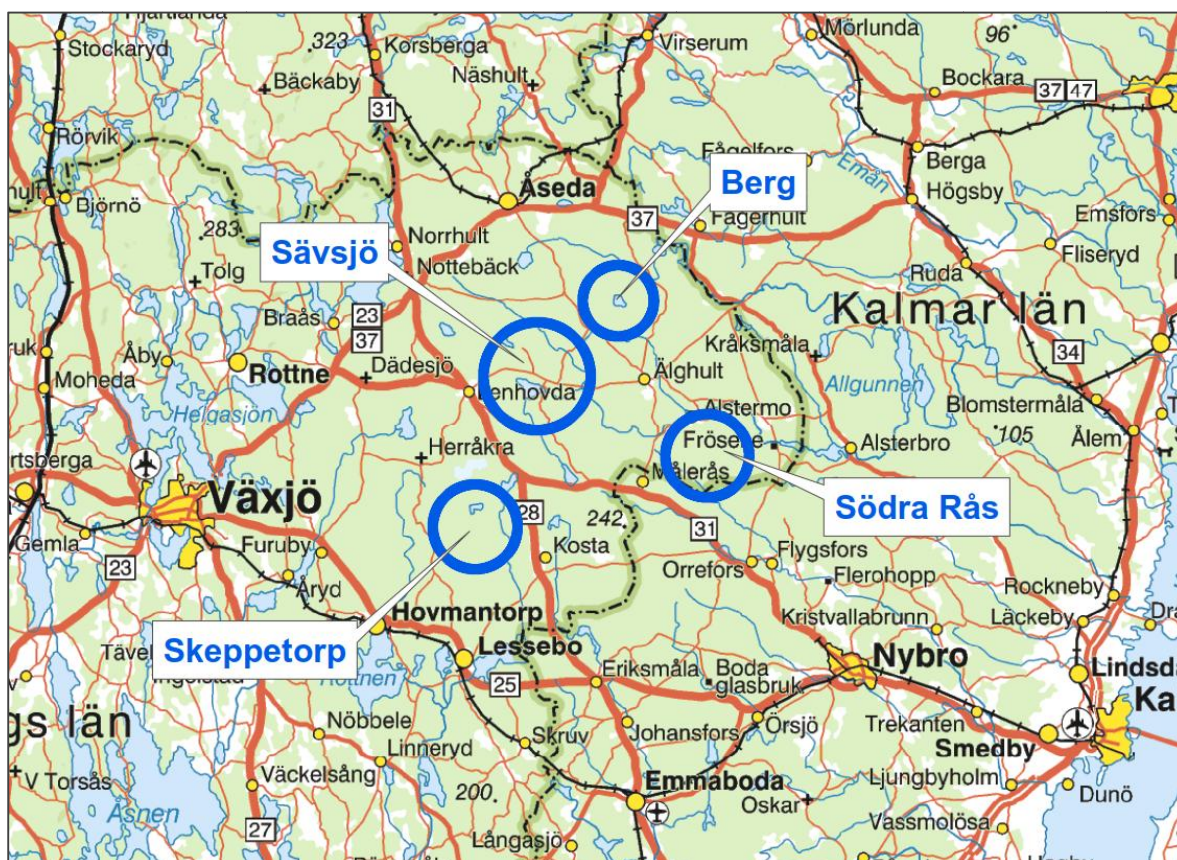 Stockaryd
323
Korsberga
Virserum
Mörlunda
96
Bäckaby
Näshult
Bockara
37 47
31
Rörvik
Fågelfors
Emån
Berga
Berg
Högsby
Björnö
Åseda
37
Fagerhult
Emsfors
283
Norrhult
Fliseryd
Sävsjö
Tolg
Nottebäck
Ruda
Kalmar län
Braås
23
37
Kråksmåla
34
Åby
Dädesjö
Älghult
Rottne
Moheda
Allgunnen
Lenhovda
Blomstermåla
Helgasjön
Alstermo
105
Ålem
Herråkra
Alsterbro
Målerås
Växjö
Södra Rås
28
242
31
Gemla
Furuby
Kosta
Flygsfors
23
Orrefors
Flerohopp
Åryd
Rockneby
Hovmantorp
Kristvallabrunn
Läckeby
Skeppetorp
Lessebo
Nybro
Eriksmåla
Boda
glasbruk
25
Nöbbele
Johansfors
Örsjö
Trekanten
Skruv
Linneryd
Smedby
V Torsås
Väckelsång
Emmaboda
Ljungbyholm
Dunö
200
Oskar
Åsnen
27
Vassmolösa
Långasjö